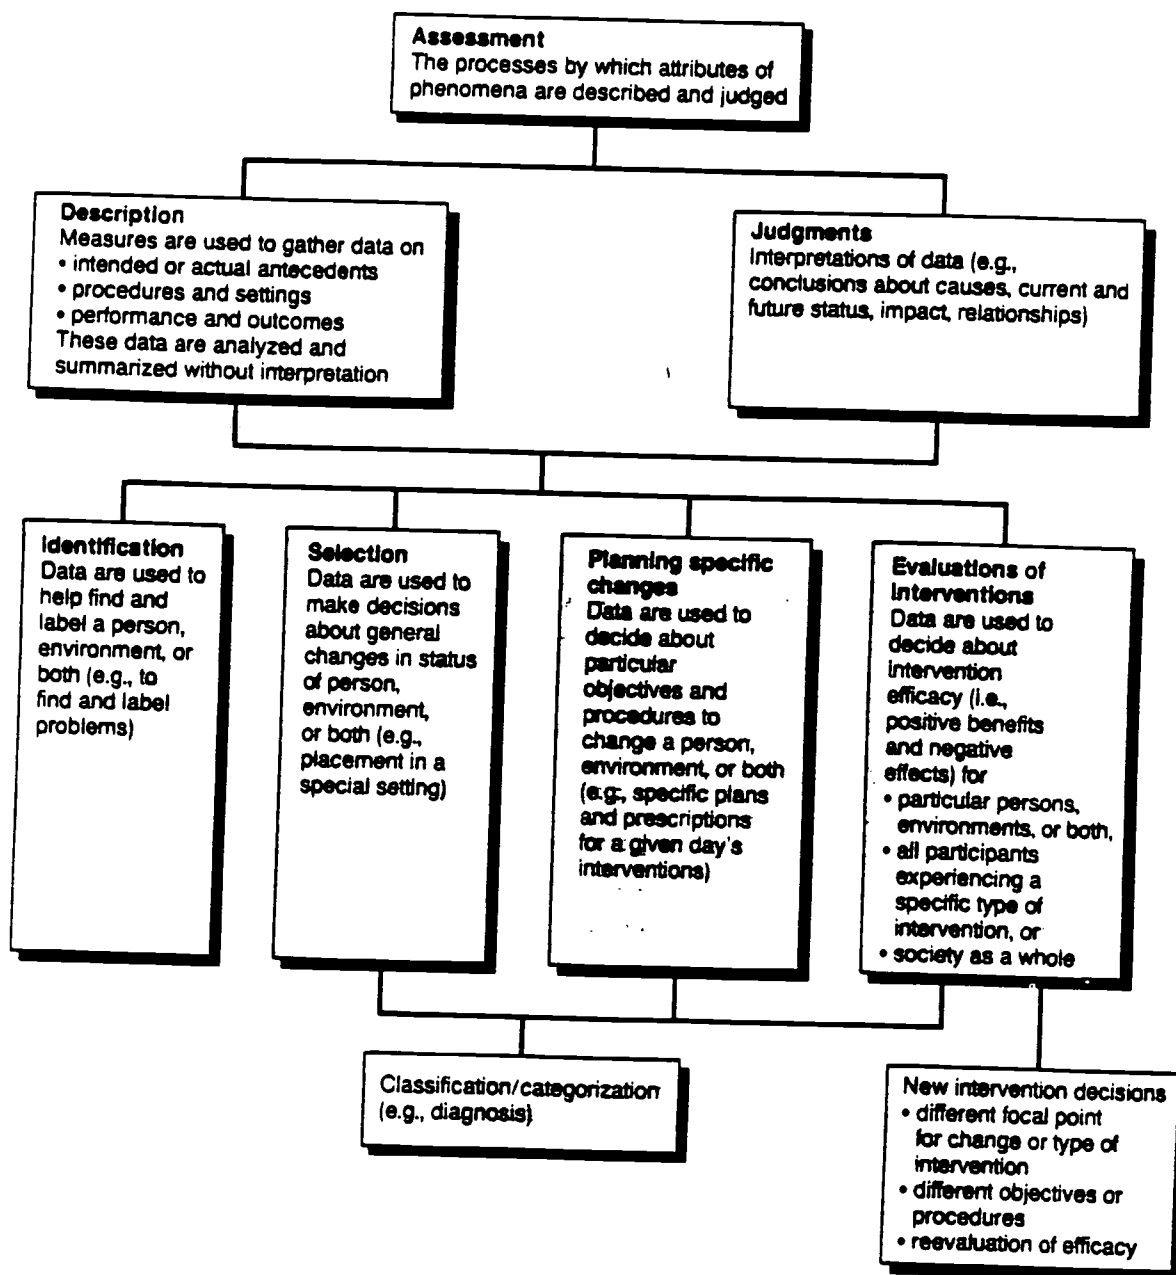 Assessment
The processes by which attributes of
phenomena are described and judged
Description
Measures are used to gather data on
• intended or actual antecedents
• procedures and settings
• performance and outcomes
These data are analyzed and
summarized without interpretation
Judgments
Interpretations of data (e.g.,
conclusions about causes, current and
future status, impact, relationships)
Identification
Data are used to
help find and
label a person,
environment, or
both (e.g., to
find and label
problems)
Selection
Data are used to
make decisions
about general
changes in status
of person,
environment,
or both (e.g.,
placement in a
special setting)
Planning specific
changes
Data are used to
decide about
particular
objectives and
procedures to
change a person,
environment, or both
(e.g., specific plans
and prescriptions
for a given day's
interventions)
Evaluations of
interventions
Data are used to
decide about
intervention
efficacy (i.e.,
positive benefits
and negative
effects) for
• particular persons,
environments, or both,
• all participants
experiencing a
specific type of
intervention, or
• society as a whole
Classification/categorization
(e.g., diagnosis)
New intervention decisions
• different focal point
for change or type of
intervention
• different objectives or
procedures
• reevaluation of efficacy